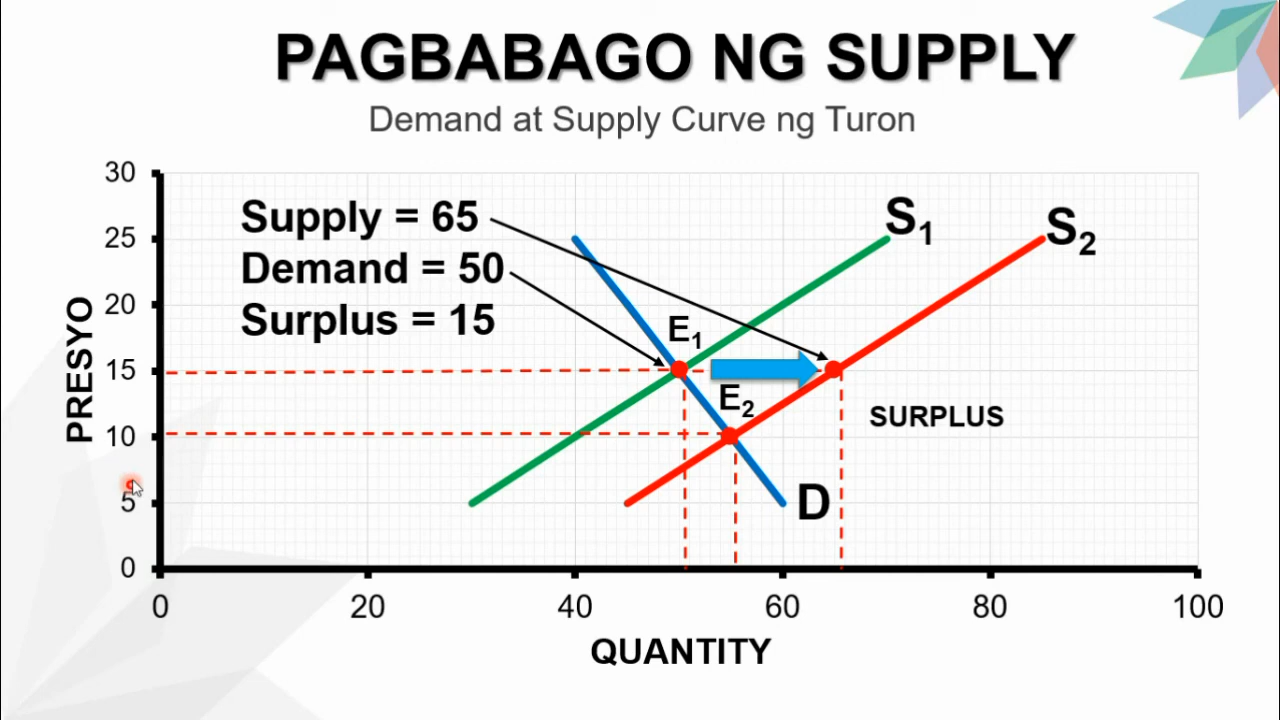 PAGBABAGO NG SUPPLY
Demand at Supply Curve ng Turon
30
25
20
15
10
5
0
PRESYO
Supply = 65
Demand = 50
Surplus = 15
S1
S2
E1
E2
SURPLUS
D
0 20 40 60 80 100
QUANTITY